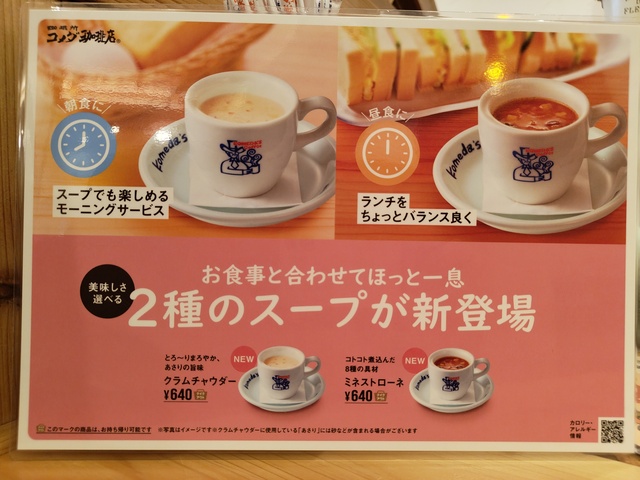 珈琲所
コメダ珈琲店
朝食に
Komeda's
スープでも楽しめる
モーニングサービス
昼食に
Komeda's
ランチを
ちょっとバランス良く
美味しさ
選べる
お食事と合わせてほっと一息
2種のスープが新登場
とろ〜りまろやか、
あさりの旨味
クラムチャウダー
¥640
NEW
コトコト煮込んだ
8種の具材
ミネストローネ
¥640
NEW
このマークの商品は、お持ち帰り可能です
※写真はイメージです※クラムチャウダーに使用している「あさり」には砂などが含まれる場合がございます
カロリー・
アレルギー
情報